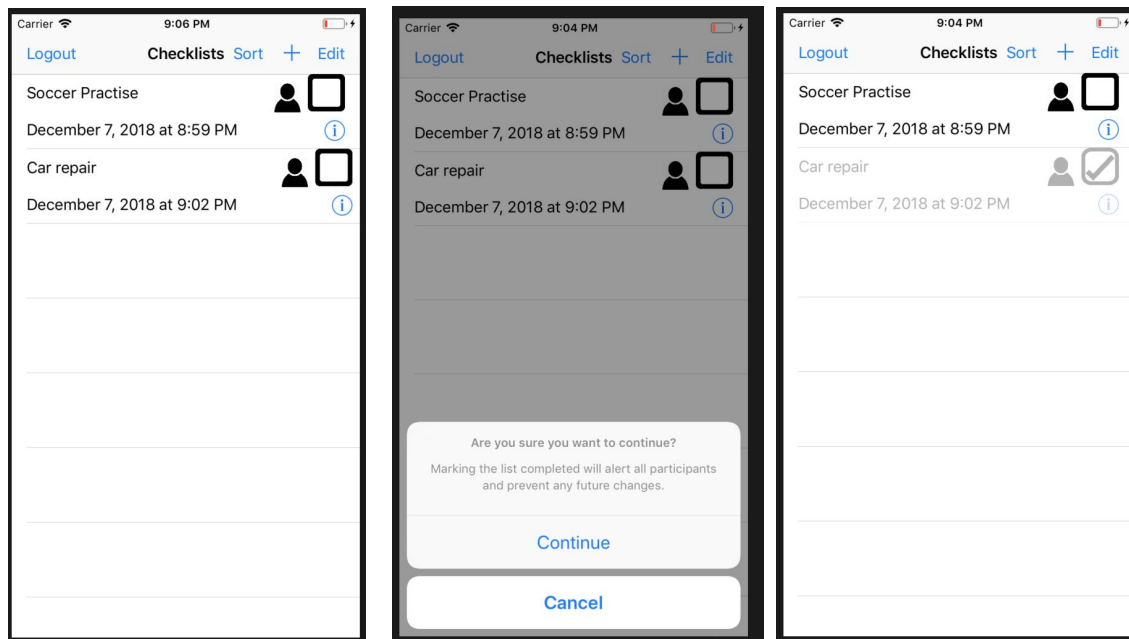 Carrier 9:06 PM
Logout Checklists Sort + Edit
Soccer Practise
December 7, 2018 at 8:59 PM i
Car repair
December 7, 2018 at 9:02 PM i
Carrier 9:04 PM
Logout Checklists Sort + Edit
Soccer Practise
December 7, 2018 at 8:59 PM i
Car repair
December 7, 2018 at 9:02 PM i
Are you sure you want to continue?
Marking the list completed will alert all participants
and prevent any future changes.
Continue
Cancel
Carrier 9:04 PM
Logout Checklists Sort + Edit
Soccer Practise
December 7, 2018 at 8:59 PM i
Car repair
December 7, 2018 at 9:02 PM i